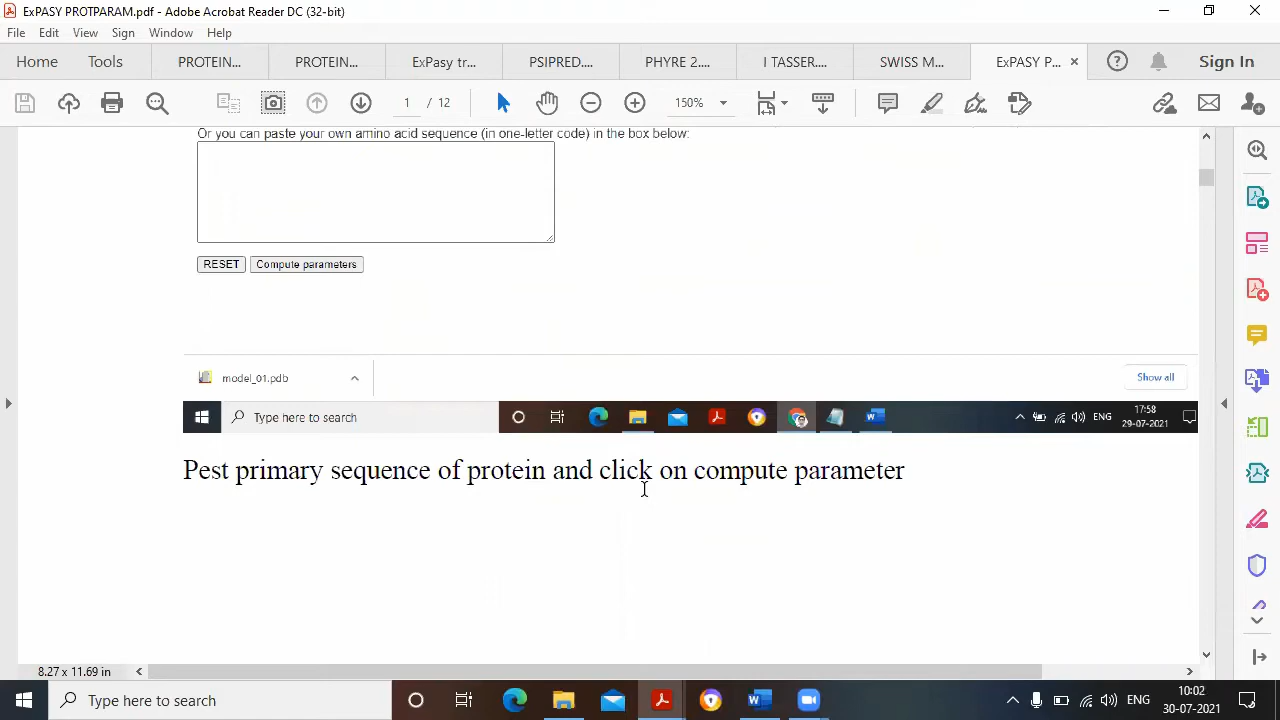 ExPASY PROTPARAM.pdf - Adobe Acrobat Reader DC (32-bit)
File Edit View Sign Window Help
Home Tools PROTEIN... PROTEIN... ExPasy tr.... PSIPRED.... PHYRE 2.... I TASSER.... SWISS M... ExPASY P... Sign In
1 / 12 150%
Or you can paste your own amino acid sequence (in one-letter code) in the box below:
RESET Compute parameters
model_01.pdb Show all
Type here to search ENG 17:58
29-07-2021
Pest primary sequence of protein and click on compute parameter
8.27 x 11.69 in
Type here to search ENG 10:02
30-07-2021